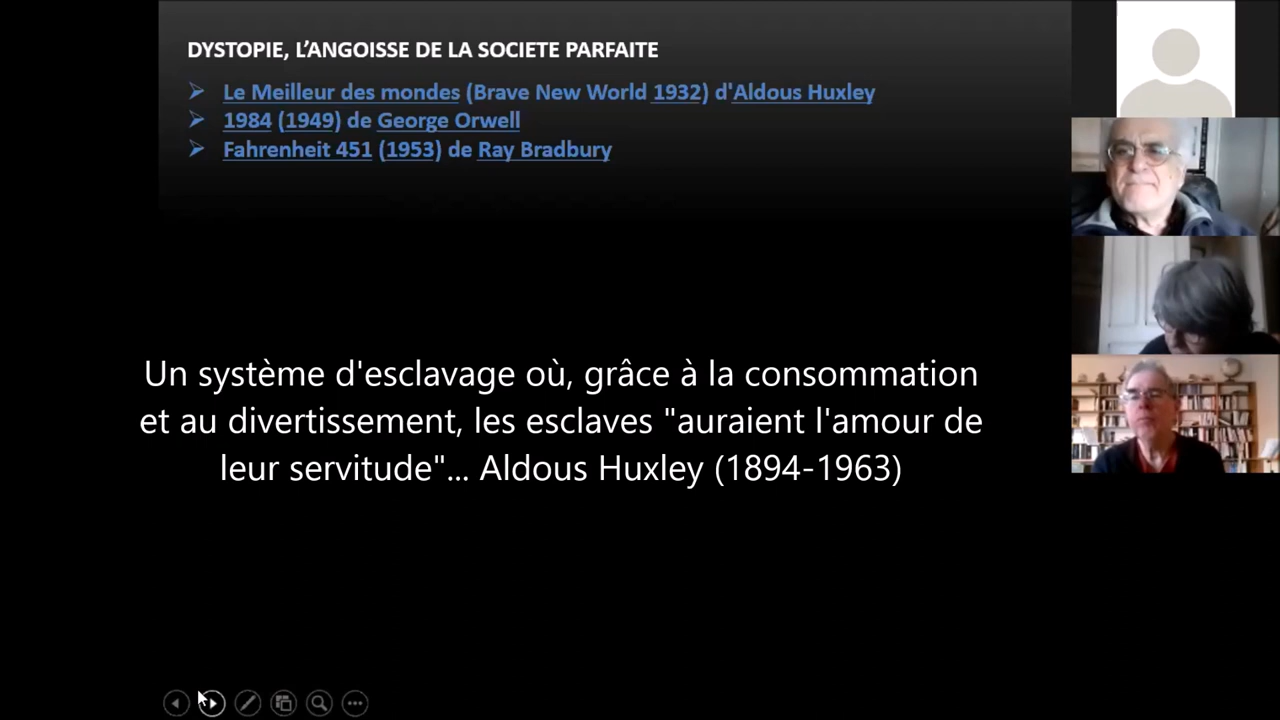 DYSTOPIE, L'ANGOISSE DE LA SOCIETE PARFAITE
Le Meilleur des mondes (Brave New World 1932) d'Aldous Huxley
1984 (1949) de George Orwell
Fahrenheit 451 (1953) de Ray Bradbury
Un système d'esclavage où, grâce à la consommation
et au divertissement, les esclaves "auraient l'amour de
leur servitude"... Aldous Huxley (1894-1963)